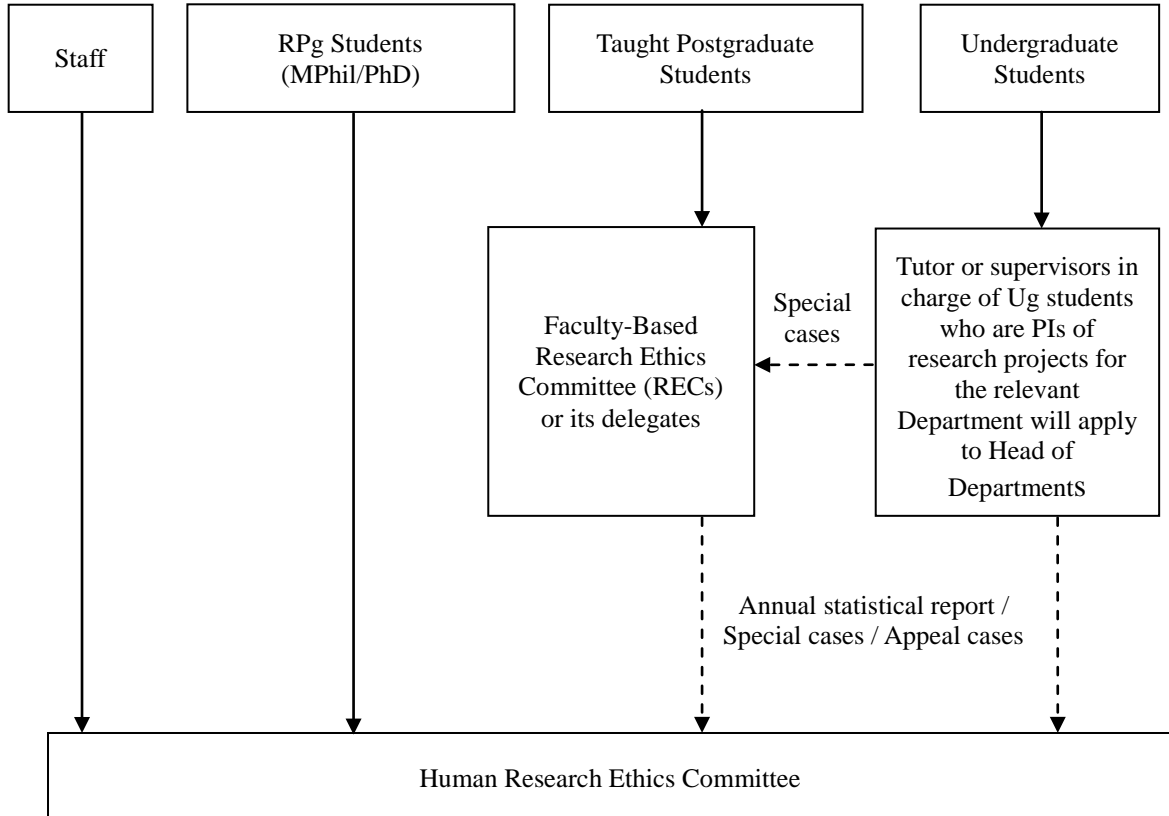 Staff
RPg Students
(MPhil/PhD)
Taught Postgraduate
Students
Undergraduate
Students
Faculty-Based
Research Ethics
Committee (RECs)
or its delegates
Special
cases
Tutor or supervisors in
charge of Ug students
who are PIs of
research projects for
the relevant
Department will apply
to Head of
Departments
Annual statistical report /
Special cases / Appeal cases
Human Research Ethics Committee